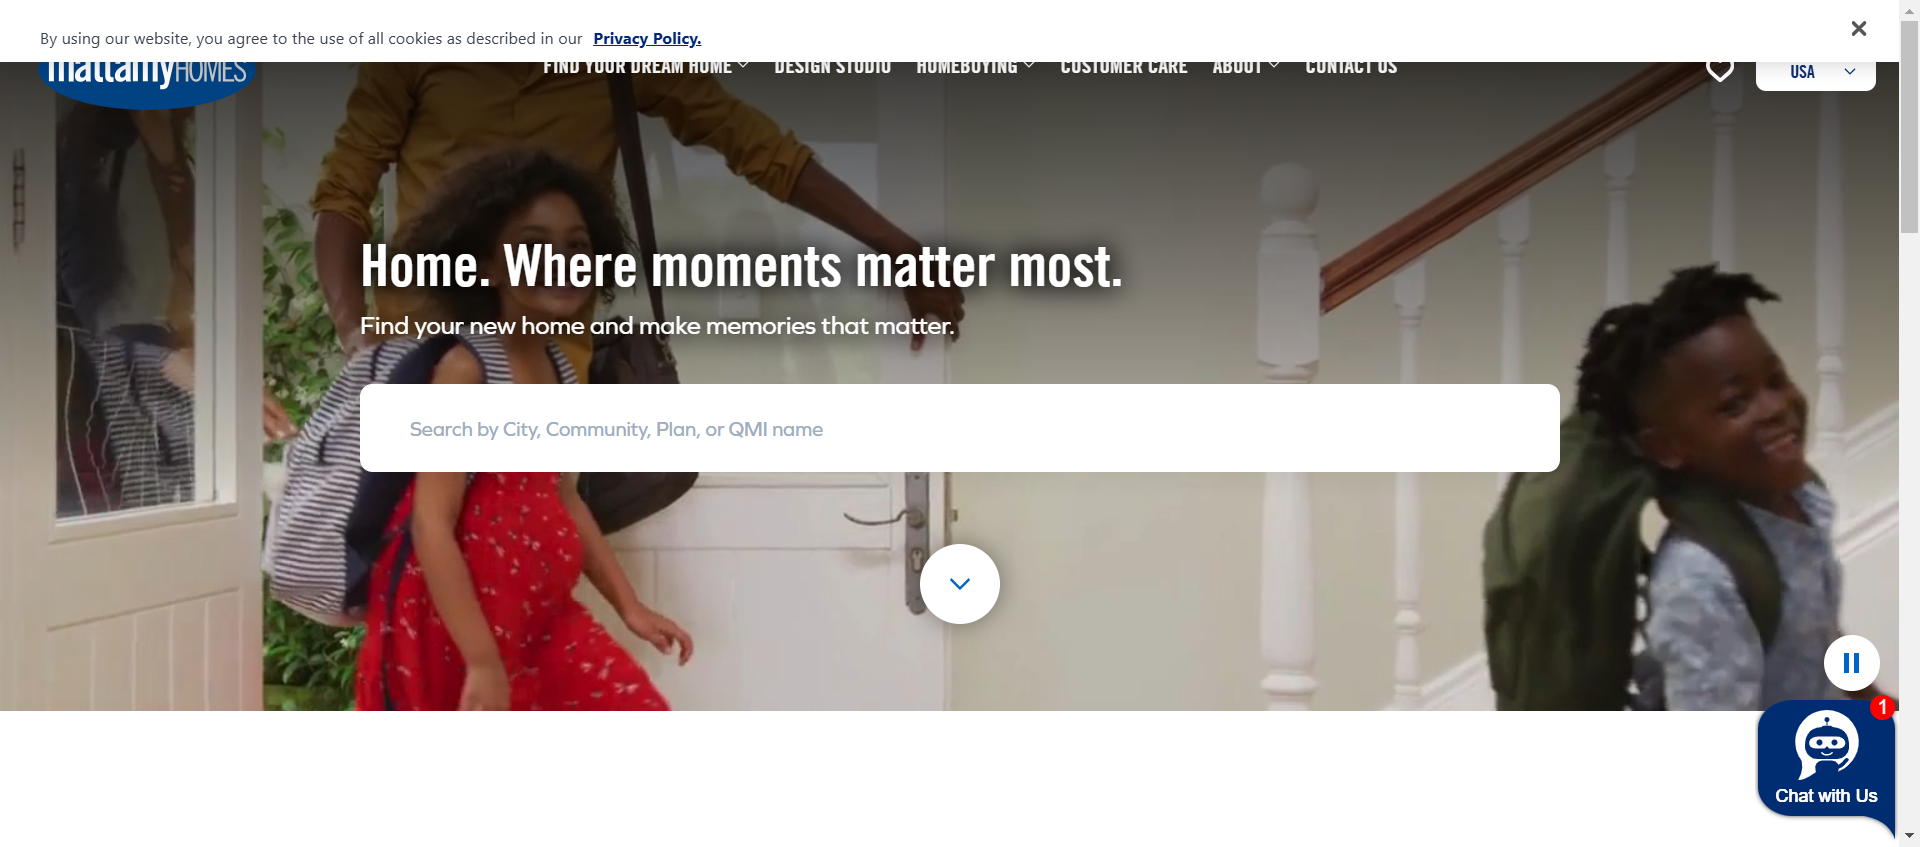 By using our website, you agree to the use of all cookies as described in our Privacy Policy.
mattamyHOMES
FIND YOUR DREAM HOME
DESIGN STUDIO
HOMEBUYING
CUSTOMER CARE
ABOUT
CONTACT US
USA
Home. Where moments matter most.
Find your new home and make memories that matter.
Search by City, Community, Plan, or QMI name
1
Chat with Us